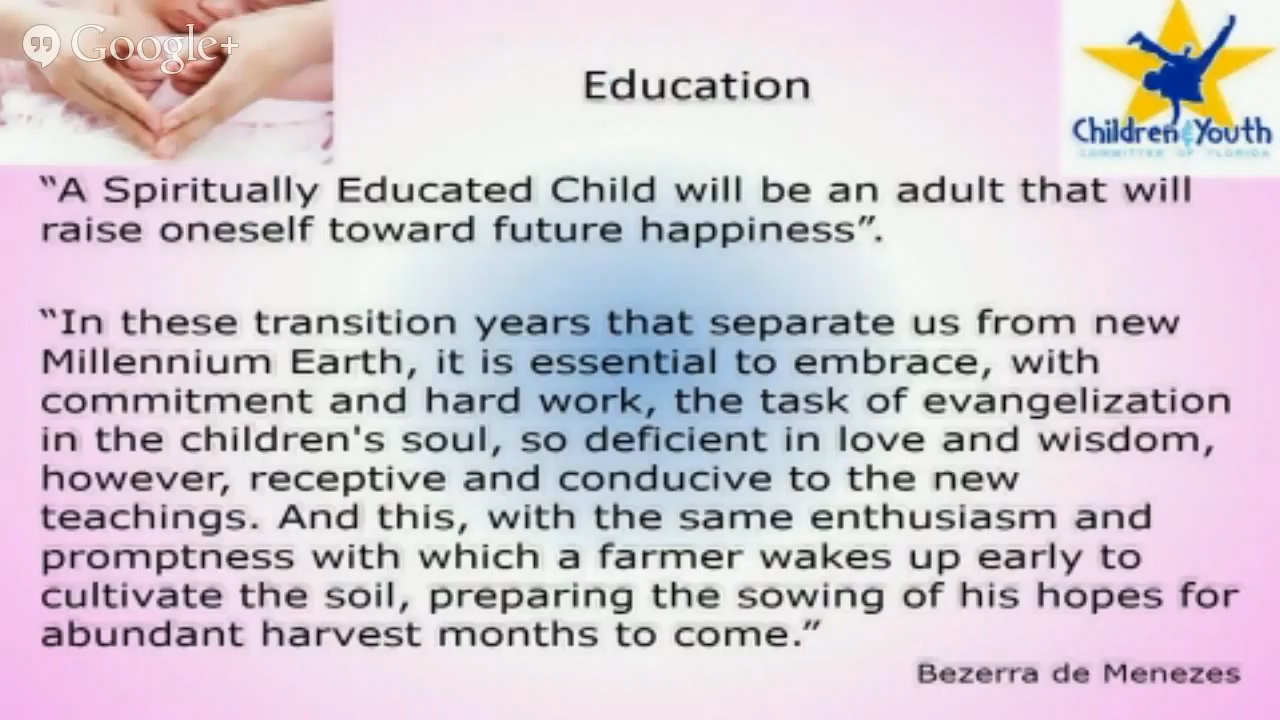 Google+
Education
Children & Youth
COMMITTEE OF FLORIDA
“A Spiritually Educated Child will be an adult that will
raise oneself toward future happiness”.
“In these transition years that separate us from new
Millennium Earth, it is essential to embrace, with
commitment and hard work, the task of evangelization
in the children's soul, so deficient in love and wisdom,
however, receptive and conducive to the new
teachings. And this, with the same enthusiasm and
promptness with which a farmer wakes up early to
cultivate the soil, preparing the sowing of his hopes for
abundant harvest months to come.”
Bezerra de Menezes